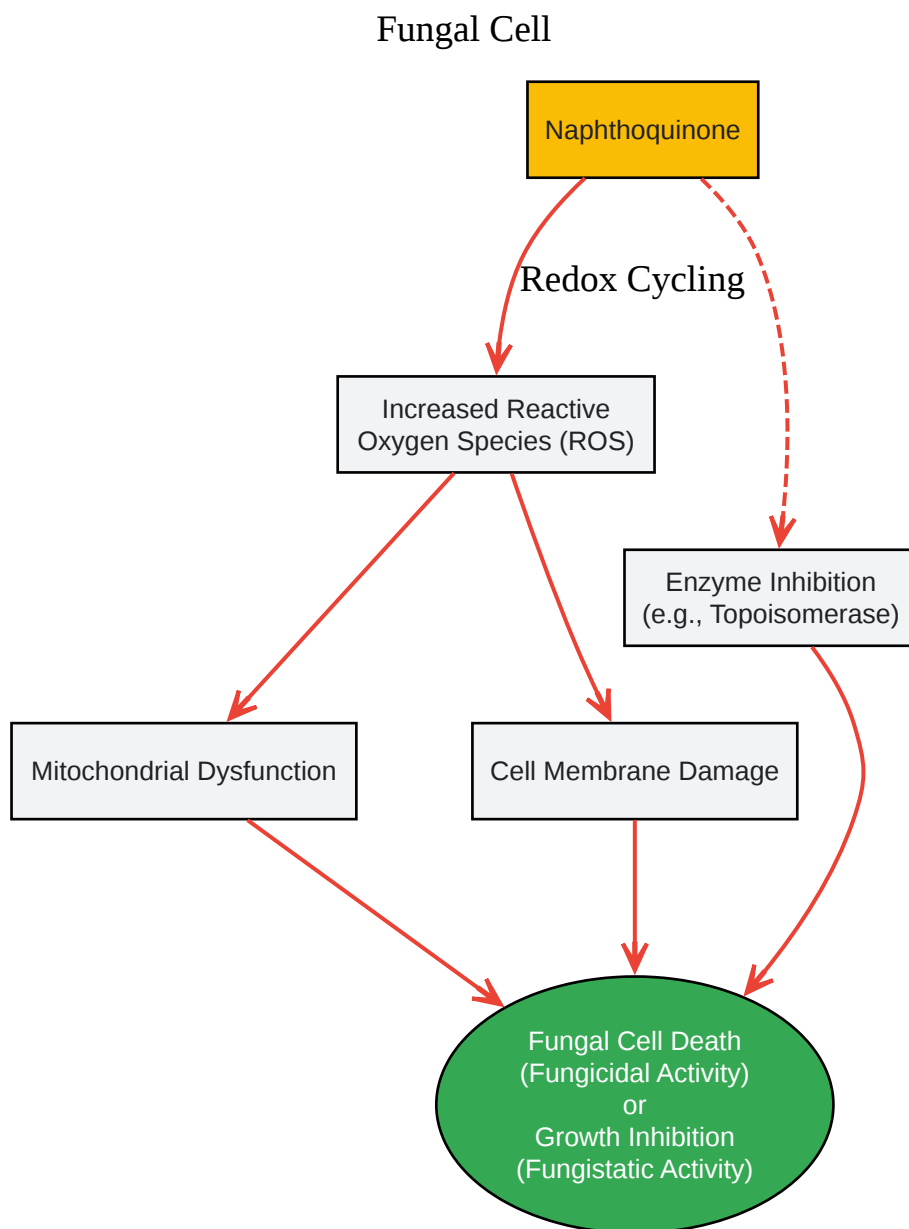 Fungal Cell
Naphthoquinone
Redox Cycling
Increased Reactive
Oxygen Species (ROS)
Enzyme Inhibition
(e.g., Topoisomerase)
Mitochondrial Dysfunction
Cell Membrane Damage
Fungal Cell Death
(Fungicidal Activity)
or
Growth Inhibition
(Fungistatic Activity)